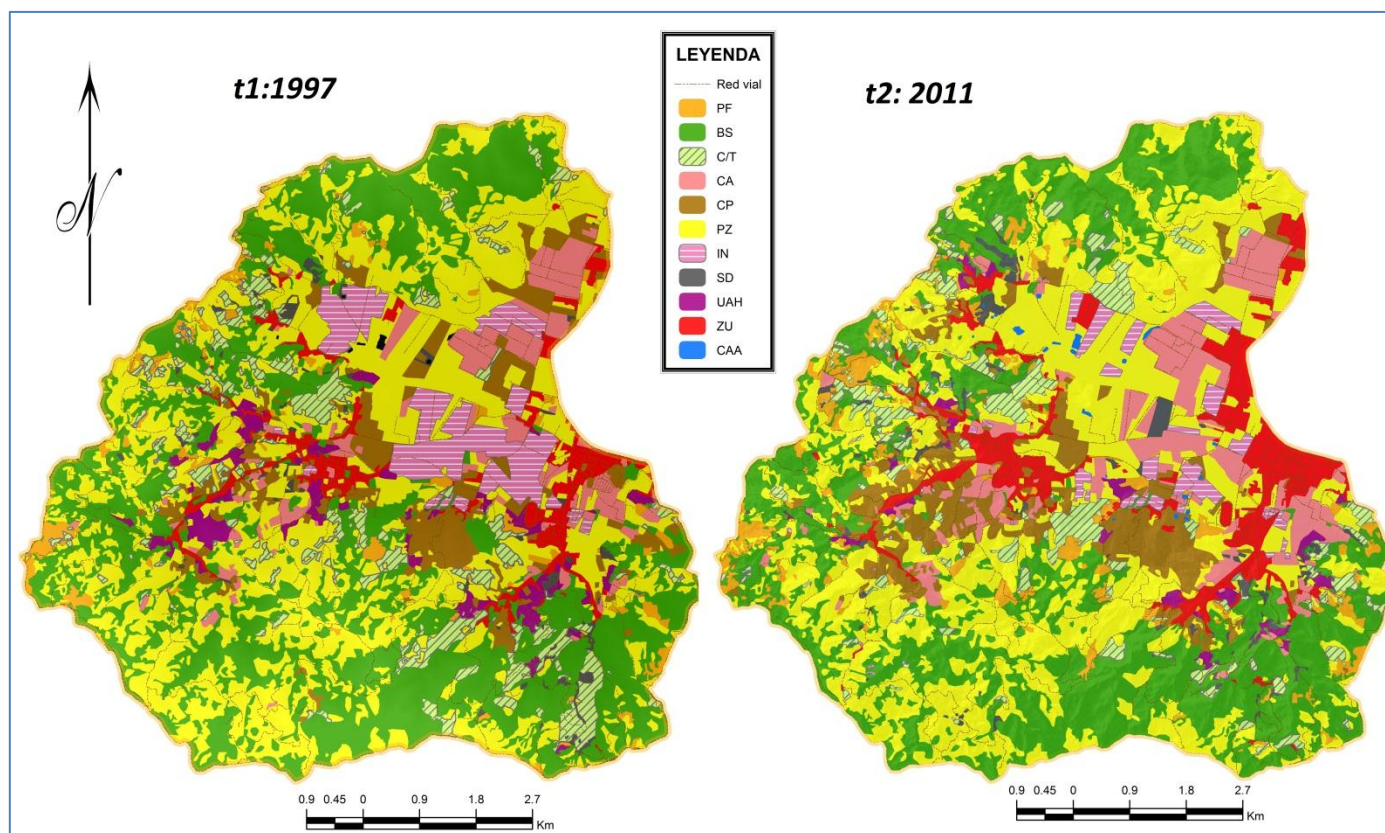 t1:1997
LEYENDA
Red vial
PF
BS
C/T
CA
CP
PZ
IN
SD
UAH
ZU
CAA
t2: 2011
N
0.9 0.45 0 0.9 1.8 2.7
Km
0.9 0.45 0 0.9 1.8 2.7
Km